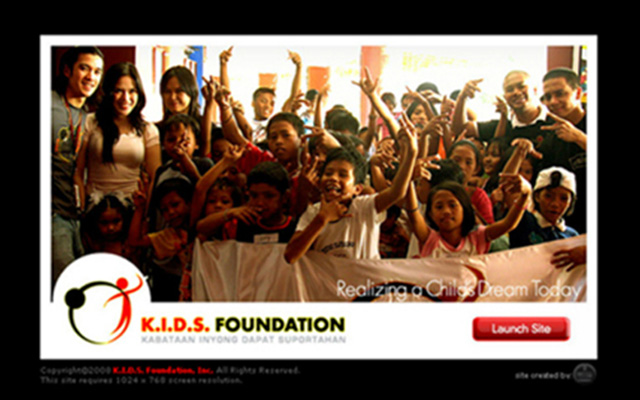 Realizing a Child's Dream Today
K.I.D.S. FOUNDATION
KABATAAN INYONG DAPAT SUPORTAHAN
Launch Site
Copyright@2008 K.I.D.S. Foundation, Inc. All Rights Reserved.
This site requires 1024 x 768 screen resolution.
site created by: